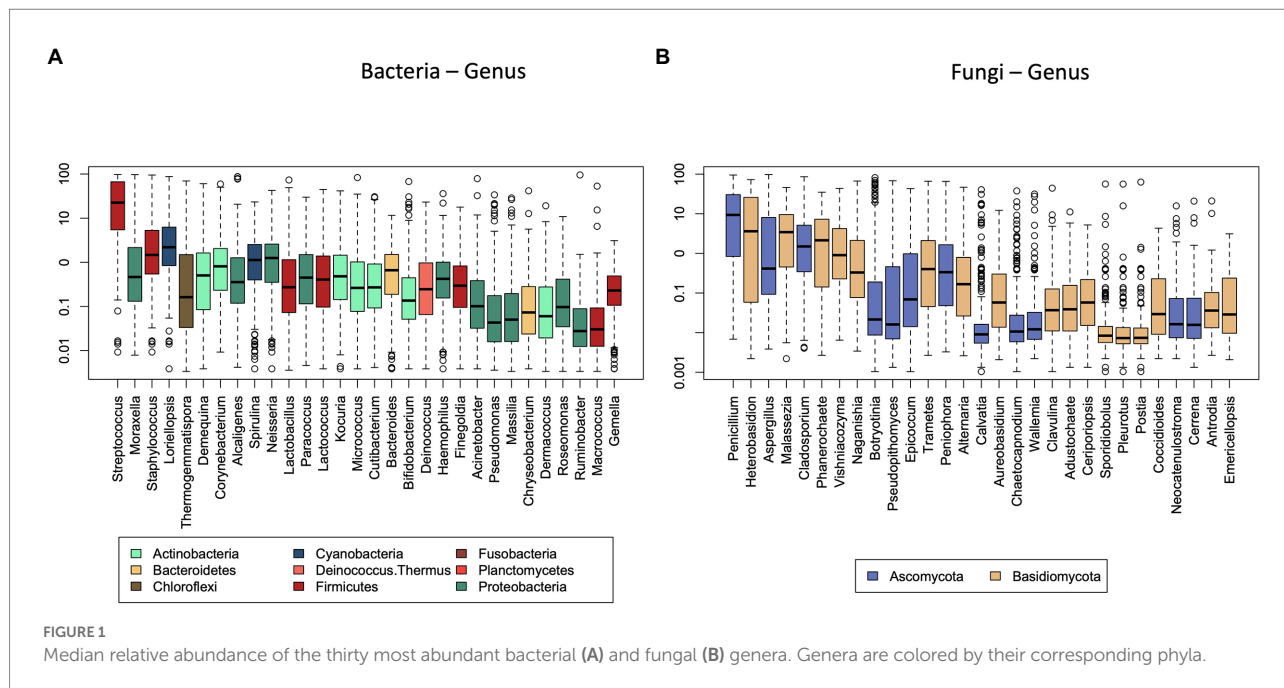 A
Bacteria – Genus
100
10
0
0.1
0.01
Streptococcus
Moraxella
Staphylococcus
Loriellopsis
Thermogemmatispora
Demequina
Corynebacterium
Alcaligenes
Spirulina
Neisseria
Lactobacillus
Paracoccus
Lactococcus
Kocuria
Micrococcus
Cutibacterium
Bacteroides
Bifidobacterium
Deinococcus
Haemophilus
Finegoldia
Acinetobacter
Pseudomonas
Massilia
Chryseobacterium
Dermacoccus
Roseomonas
Ruminobacter
Macrococcus
Gemella
Actinobacteria
Bacteroidetes
Chloroflexi
Cyanobacteria
Deinococcus.Thermus
Firmicutes
Fusobacteria
Planctomycetes
Proteobacteria
B
Fungi – Genus
100
10
0
0.1
0.001
Penicillium
Heterobasidion
Aspergillus
Malassezia
Cladosporium
Phanerochaete
Vishniacozyma
Naganishia
Botryotinia
Pseudopithomyces
Epicoccum
Trametes
Peniophora
Alternaria
Calvatia
Aureobasidium
Chaetocapnodium
Wallemia
Clavulina
Adustochaete
Ceriporiopsis
Sporidiobolus
Pleurotus
Postia
Coccidioides
Neocatenulostroma
Cerrena
Antrodia
Emericellopsis
Ascomycota
Basidiomycota
FIGURE 1
Median relative abundance of the thirty most abundant bacterial (A) and fungal (B) genera. Genera are colored by their corresponding phyla.